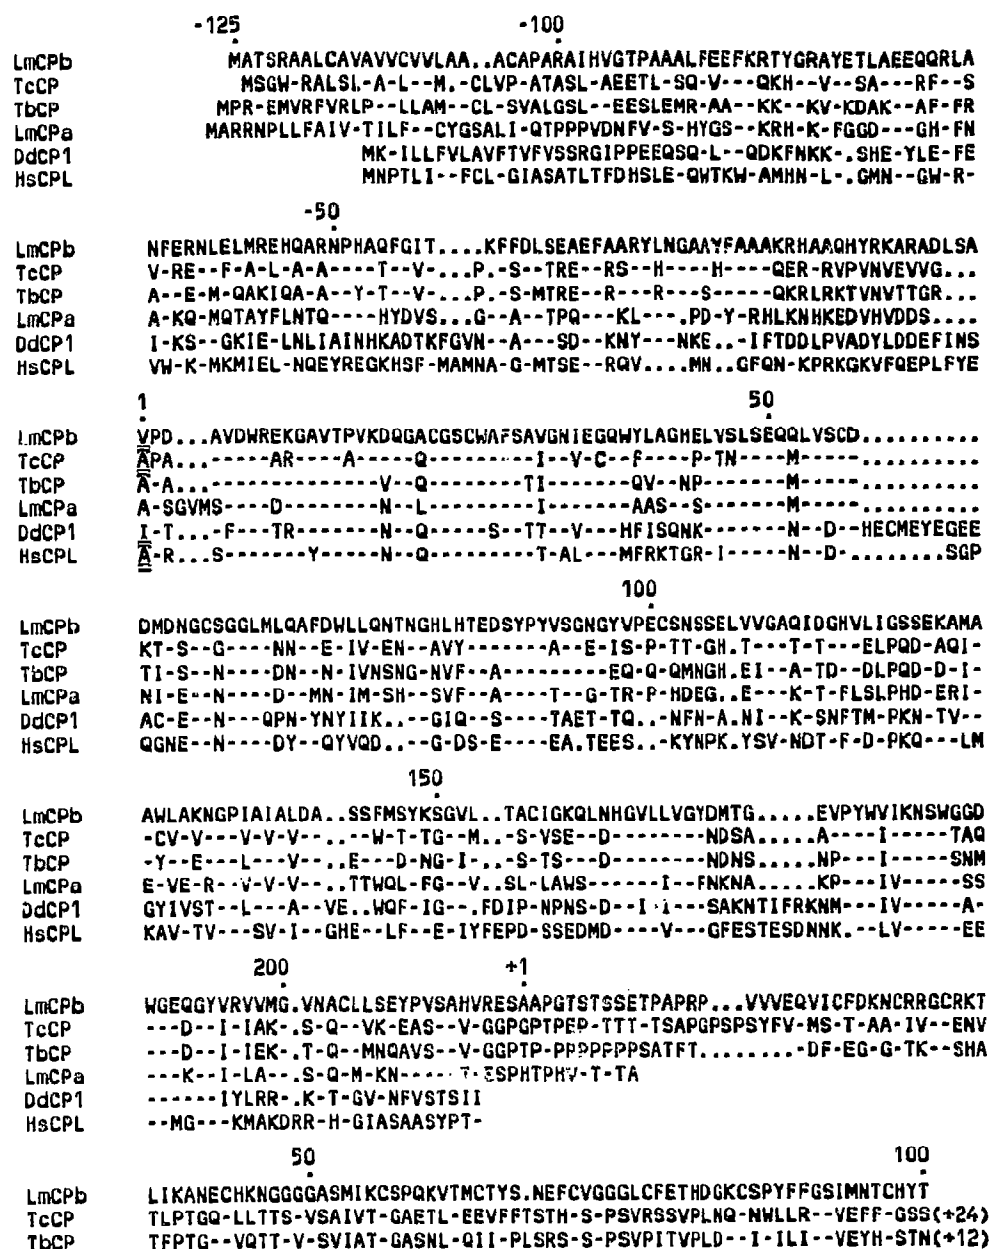 -125 -100
LmCPb MATSRAALCAVAVVCVVLAA..ACAPARAIHVGTPAAALFEEFKRTYGRAYETLAEEQQRLA
TcCP MSGW-RALSL-A-L--M.-CLVP-ATASL-AEETL-SQ-V---QKH--V--SA---RF--S
TbCP MPR-EMVRFVRLP--LLAM--CL-SVALGSL--EESLEMR-AA--KK--KV-KDAK--AF-FR
LmCPa MARRNPLLFAIV-TILF--CYGSALI-QTPPPVDNFV-S-HYGS--KRH-K-FGGD---GH-FN
DdCP1 MK-ILLFVLAVFTVFVSSRGIPPEEQSQ-L--QDKFNKK-.SHE-YLE-FE
HsCPL MNPTLI--FCL-GIASATLTFDHSLE-QWTKW-AMHN-L-.GMN--GW-R-
-50
LmCPb NFERNLELMREHQARNPHAQFGIT....KFFDLSEAEFAARYLNGAAYFAAAKRHAAQHYRKARADLSA
TcCP V-RE--F-A-L-A-A----T--V-...P.-S--TRE--RS--H----H----QER-RVPVNVEVVG...
TbCP A--E-M-QAKIQA-A--Y-T--V-...P.-S-MTRE--R---R---S-----QKRLRKTVNVTTGR...
LmCPa A-KQ-MQTAYFLNTQ----HYDVS...G--A--TPQ---KL---.PD-Y-RHLKNHKEDVHVDDS....
DdCP1 I-KS--GKIE-LNLIAINHKADTKFGVN--A---SD--KNY---NKE..-IFTDDLPVADYLDDEFINS
HsCPL VW-K-MKMIEL-NQEYREGKHSF-MAMNA-G-MTSE--RQV....MN..GFQN-KPRKGKVFQEPLFYE
1 50
LmCPb VPD...AVDWREKGAVTPVKDQGACGSCWAFSAVGNIEGQWYLAGHELVSLSEQQLVSCD..........
TcCP APA...-----AR-----A-----Q---------I--V-C--F----P-TN----M-----..........
TbCP A-A...--------------V--Q--------TI------QV--NP-------M-----..........
LmCPa A-SGVMS----D--------N--L---------I-------AAS--S-------M-----..........
DdCP1 I-T...-F---TR-------N--Q-----S--TT--V---HFISQNK-------N--D--HECMEYEGEE
HsCPL A-R...S------Y------N--Q---------T-AL---MFRKTGR-I-----N--D-.......SGP
100
LmCPb DMDNGCSGGLMLQAFDWLLQNTNGHLHTEDSYPYVSGNGYVPECSNSSELVVGAQIDGHVLIGSSEKAMA
TcCP KT-S--G----NN--E-IV-EN--AVY------A--E-IS-P-TT-GH.T---T-T--ELPQD-AQI-
TbCP TI-S--N----DN--N-IVNSNG-NVF--A--------EQ-Q-QMNGH.EI--A-TD--DLPQD-D-I-
LmCPa NI-E--N----D--MN-IM-SH--SVF--A-----T--G-TR-P-HDEG..E---K-T-FLSLPHD-ERI-
DdCP1 AC-E--N---QPN-YNYIIK..--GIQ--S----TAET-TQ..-NFN-A.NI--K-SNFTM-PKN-TV--
HsCPL QGNE--N----DY--QYVQD..--G-DS-E----EA.TEES..-KYNPK.YSV-NDT-F-D-PKQ---LM
150
LmCPb AWLAKNGPIAIALDA..SSFMSYKSGVL..TACIGKQLNHGVLLVGYDMTG.....EVPYWVIKNSWGGD
TcCP -CV-V---V-V-V--..---W-T-TG--M..-S-VSE--D--------NDSA.....A---I-----TAQ
TbCP -Y--E---L---V--..E---D-NG-I-..-S-TS---D--------NDNS.....NP---I-----SNM
LmCPa E-VE-R--V-V-V--..TTWQL-FG--V..SL-LAWS------I--FNKNA.....KP---IV-----SS
DdCP1 GYIVST--L---A--VE..WQF-IG--.FDIP-NPNS-D--I-I---SAKNTIFRKNM---IV-----A-
HsCPL KAV-TV---SV-I--GHE--LF--E-IYFEPD-SSEDMD----V---GFESTESDNNK.--LV-----EE
200 +1
LmCPb WGEQGYVRVVMG.VNACLLSEYPVSAHVRESAAPGTSTSSETPAPRP...VVVEQVICFDKNCRRGCRKT
TcCP ---D--I-IAK-.S-Q--VK-EAS--V-GGPGPTPEP-TTT-TSAPGPSPSYFV-MS-T-AA-IV--ENV
TbCP ---D--I-IEK-.T-Q--MNQAVS--V-GGPTP-PPPPPPPSATFT........-DF-EG-G-TK--SHA
LmCPa ---K--I-LA--.S-Q-M-KN-----T-ESPHTPHV-T-TA
DdCP1 ------IYLRR-.K-T-GV-NFVSTSII
HsCPL --MG---KMAKDRR-H-GIASAASYPT-
50 100
LmCPb LIKANECHKNGGGGASMIKCSPQKVTMCTYS.NEFCVGGGLCFETHDGKCSPYFFGSIMNTCHYT
TcCP TLPTGQ-LLTTS-VSAIVT-GAETL-EEVFFTSTH-S-PSVRSSVPLNQ-NWLLR--VEFF-GSS(+24)
TbCP TFPTG--VQTT-V-SVIAT-GASNL-QII-PLSRS-S-PSVPITVPLD--I-ILI--VEYH-STN(+12)